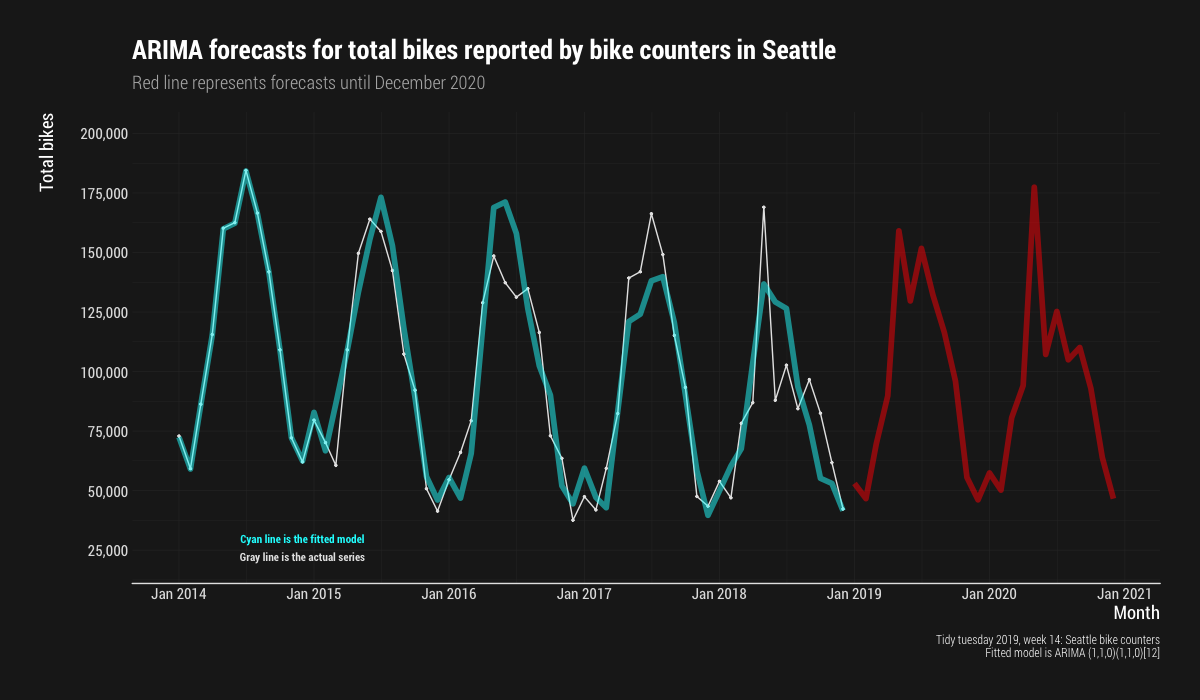 ARIMA forecasts for total bikes reported by bike counters in Seattle
Red line represents forecasts until December 2020
Total bikes
200,000
175,000
150,000
125,000
100,000
75,000
50,000
25,000
Cyan line is the fitted model
Gray line is the actual series
Jan 2014
Jan 2015
Jan 2016
Jan 2017
Jan 2018
Jan 2019
Jan 2020
Jan 2021
Month
Tidy tuesday 2019, week 14: Seattle bike counters
Fitted model is ARIMA (1,1,0)(1,1,0)[12]